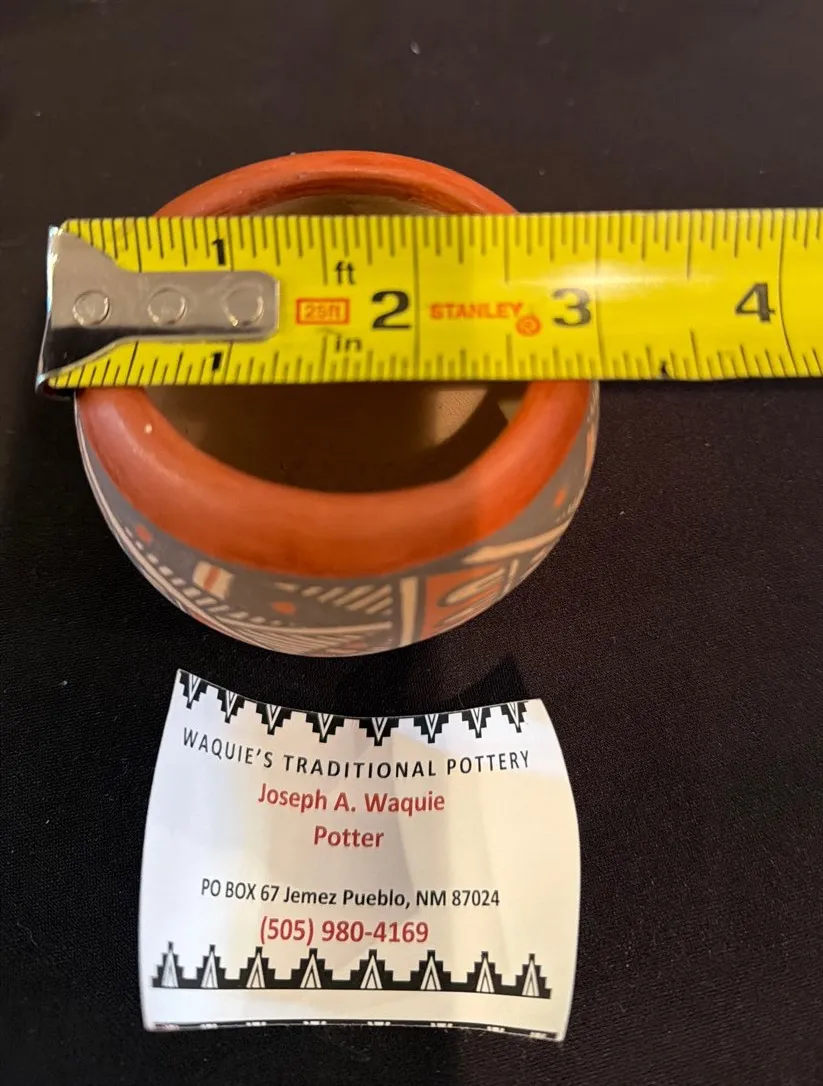 1
ft
25ft
2
STANLEY
3
4
1
in
WAQUIE'S TRADITIONAL POTTERY
Joseph A. Waquie
Potter
PO BOX 67 Jemez Pueblo, NM 87024
(505) 980-4169